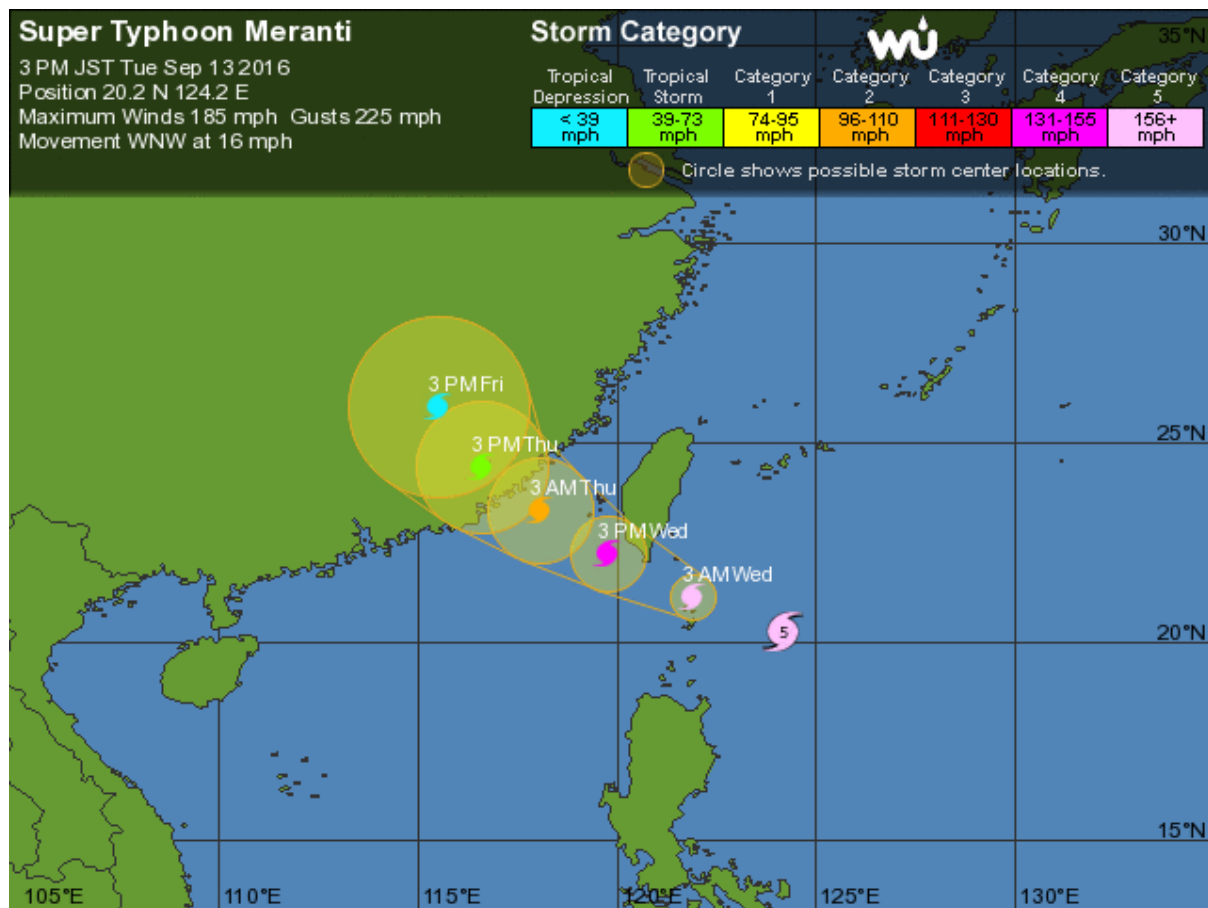 Super Typhoon Meranti
3 PM JST Tue Sep 13 2016
Position 20.2 N 124.2 E
Maximum Winds 185 mph  Gusts 225 mph
Movement WNW at 16 mph
Storm Category
wu
Tropical Depression
Tropical Storm
Category 1
Category 2
Category 3
Category 4
Category 5
< 39 mph
39-73 mph
74-95 mph
96-110 mph
111-130 mph
131-155 mph
156+ mph
Circle shows possible storm center locations.
35°N
30°N
3 PM Fri
25°N
3 PM Thu
3 AM Thu
3 PM Wed
3 AM Wed
5
20°N
15°N
105°E
110°E
115°E
120°E
125°E
130°E